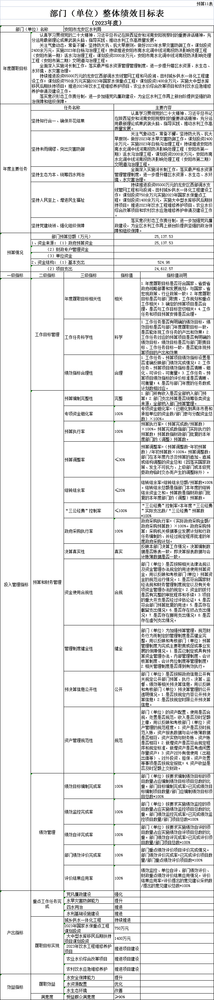 预算11表
部门（单位）整体绩效目标表
（2023年度）
部门（单位）名称
安阳市龙安区水利局
年度履职目标
认真学习贯彻党的二十大精神、习近平总书记在陕西延安和河南安阳视察时的重要讲话精神，充
分运用最新理论成果武装头脑、指导实践、推动水利工作高质量发展。
关注气象动态，常备不懈，坚持防大汛、抗大旱原则，做好2023年水旱灾害防御工作。谋划投资
2400余万元，实施2023年白杨沟治理工程；持续推进安阳市南水北调中线河南段防洪影响处理工程
（安阳市第一期）活水沟治理工程，谋划投资2000余万元，安阳市南水北调中线河南段防洪影响处理
工程（安阳市第二期）文明道沟治理工程。
全面深入实施河长制工作，落实最严格水资源管理管理制度，进一步提升辖区水资源、水生态、
水环境、水灾害治理。
持续推进投资65000万元的龙安区西部调水支线管网工程和马投涧、田村城乡供水一体化工程建
设工作；谋划投资750余万元实施2023年国家水保重点工程；谋划投资1400余万元，实施大中型水库
移民后期扶持项目；推进2023年饮水工程维修养护项目、农业水价综合改革项目和农村饮水应急维修
养护申请及建设工作。
落实意识形态工作责任制，进一步加强党风廉政建设，为全区水利工作再上新台阶提供坚强的政
治保障和组织保障。
年度主要任务
任务名称
主要内容
坚持知行合一、确保开花结果
认真学习贯彻党的二十大精神、习近平总书记
在陕西延安和河南安阳视察时的重要讲话精神，充分运
用最新理论成果武装头脑、指导实践、推动水利工作高
质量发展。
坚持未雨绸缪、突出灾害防御
关注气象动态，常备不懈，坚持防大汛、抗大
旱原则，做好2023年水旱灾害防御工作。谋划投资2400
余万元，实施2023年白杨沟治理工程；持续推进安阳市
南水北调中线河南段防洪影响处理工程（安阳市第一
期）活水沟治理工程，谋划投资2000余万元，安阳市南
水北调中线河南段防洪影响处理工程（安阳市第二期）
文明道沟治理工程。
坚持生态为本、统筹四水同治
全面深入实施河长制工作，落实最严格水资源
管理管理制度，进一步提升辖区水资源、水生态、水环
境、水灾害治理。
坚持人民至上、增进民生福祉
持续推进投资65000万元的龙安区西部调水支
线管网工程和马投涧、田村城乡供水一体化工程建设工
作；谋划投资750余万元实施2023年国家水保重点工
程；谋划投资1400余万元，实施大中型水库移民后期扶
持项目；推进2023年饮水工程维修养护项目、农业水价
综合改革项目和农村饮水应急维修养护申请及建设工作
。
坚持党建统领、强化组织保障
落实意识形态工作责任制，进一步加强党风廉
政建设，为全区水利工作再上新台阶提供坚强的政治保
障和组织保障。
预算情况
部门预算总额（万元）
25,137.53
1、资金来源：（1）政府预算资金
25,137.53
（2）财政专户管理资金
（3）单位资金
2、资金结构：（1）基本支出
524.96
（2）项目支出
24,612.57
一级指标
二级指标
三级指标
指标值
指标值说明
投入管理指标
工作目标管理
年度履职目标相关性
相关
1.年度履职目标是否符合国家、省委省
政府战略部署和发展规划，与国家、省
宏观政策、行业政策一致；2.年度履职
目标是否与部门职责、工作规划和重点
工作相关；3.确定的预算项目是否合
理，是否与工作目标密切相关；4.工作
任务和项目预算安排是否合理。
工作任务科学性
科学
1.工作任务是否有明确的绩效目标，绩
效目标是否与部门年度履职目标一致，
是否能体现工作任务的产出和效果；2.
工作任务对应的预算项目是否有明确的
绩效目标，绩效目标是否与部门职责目
标、工作任务目标一致，是否能体现预
算项目的产出和效果
绩效指标合理性
合理
1.工作任务、预算项目绩效指标设置是
否准确反映部门绩效完成情况；2.工作
任务、预算项目绩效指标是否清晰、细
化、可评价、可衡量；3.工作任务、预
算项目绩效指标的评价标准是否清晰、
可衡量；4.是否与部门年度的任务数或
计划数相对应。
预算和财务管理
预算编制完整性
完整
1.部门所有收入是否全部纳入部门预
算；2.部门支出预算是否统筹各类资金
来源，全部纳入部门预算管理。
专项资金细化率
100%
专项资金细化率=（已细化到具体市县和
承担单位的资金数/部门参与分配资金总
数）×100%。
预算执行率
100%
预算执行率=（预算完成数/预算数）
×100%。预算完成数指部门实际执行的
预算数；预算数指财政部门批复的本年
度部门的（调整）预算数。
预算调整率
≤30%
预算调整率=（预算调整数-年初预算
数）/年初预算数×100%。预算调整数：
部门在本年度内涉及预算的追加、追减
或结构调整的资金总和（因落实国家政
策、发生不可抗力、上级部门或本级党
委政府临时交办而产生的调整除外）。
结转结余率
≤20%
结转结余率=结转结余总额/预算数*100%
。结转结余总额是指部门本年度的结转
结余资金之和。预算数是指财政部门批
复的本年度部门的（调整）预算数。
“三公经费”控制率
≤100%
“三公经费”控制率=本年度“三公经费
”实际支出数/“三公经费”预算数
*100%
政府采购执行率
100%
政府采购执行率=（实际政府采购金额/
政府采购预算数）×100%。政府采购预
算：采购机关根据事业发展计划和行政
任务编制的、并经过规定程序批准的年
度政府采购计划。
决算真实性
真实
反映本部门决算工作情况。决算编制数
据是否账表一致，即决算报表数据与会
计账簿数据是否一致。
资金使用合规性
合规
部门（单位）是否按照相关法律法规以
及资金管理办法规定的用途使用预算资
金，用以反映和考核部门(单位）预算资
金的规范运行情况。1.是否符合国家财
经法规和财务管理制度规定以及有关专
项资金管理办法的规定；2.资金的拨付
是否有完整的审批程序和手续；3.项目
的重大开支是否经过评估论证；4.是否
符合部门预算批复的用途；5.是否存在
截留支出情况；6.是否存在挤占支出情
况；7.是否存在挪用支出情况；8.是否
存在虚列支出情况。
管理制度健全性
健全
部门（单位）为加强预算管理，规范财
务行为而制定的管理制度是否健全完
整，用以反映和考核部门（单位）预算
管理制度为完成主要职责或促成事业发
展的保障情况。1.是否已制定或具有预
算资金管理办法、内部管理制度、会计
核算制度、会计岗位制度等管理制度；
2.相关管理制度是否得到有效执行。
预决算信息公开性
公开
部门（单位）是否按照政府信息公开有
关规定公开部门预算、执行、决算、监
督、绩效等相关预决算信息，用以反映
和考核部门（单位）预决算管理的公开
透明情况。1.是否按规定内容公开预决
算信息；2.是否按规定时限公开预决算
信息。
资产管理规范性
规范
部门（单位）的资产配置、使用是否合
规，处置是否规范，收入是否及时足额
上缴，用以反映和考核部门（单位）资
产管理的规范程度。1.资产是否及时规
范入账，资产报表数据与会计账簿数据
是否相符，资产实物与财务账、资产账
是否相符；2.新增资产是否符合规定程
序和规定标准，新增资产是否考虑闲置
存量资产；3.资产对外有偿使用（出租
出借等）、对外投资、担保、资产处置
等事项是否按规定报批；4.资产收益是
否及时足额上交财政。
绩效管理
绩效目标编制完成率
100%
部门（单位）按要求编制绩效目标的项
目数量占应编制绩效目标项目总数的比
重。部门目标编制完成率=已完成绩效目
标编制项目数量/部门应编制绩效目标项
目总数*100%
绩效监控完成率
100%
部门（单位）按要求实施绩效监控的项
目数量占应实施绩效监控项目总数的比
重。部门绩效监控完成率=已完成绩效监
控项目数量/部门项目总数*100%
绩效自评完成率
100%
部门（单位）按要求实施绩效自评的项
目数量占应实施绩效自评项目总数的比
重。部门绩效自评完成率=已完成评价项
目数量/部门项目总数*100%
部门绩效评价完成率
100%
部门重点绩效评价项目评价完成情况。
部门绩效评价完成率=已完成评价项目数
量/部门重点绩效评价项目数*100%
评价结果应用率
100%
绩效监控、单位自评、部门绩效评价、
财政重点绩效评价结果应用情况。评价
结果应用率=评价提出的意见建议采纳数
/提出的意见建议总数*100%
产出指标
重点工作任务完
成
党风廉政建设
强化
水旱灾害防御能力
提升
四水同治
推进
水利基础设施建设
推进
履职目标实现
城乡供水一体化工程
持续推进
2023年国家水保重点工程
谋划投资
750万元
大中型水库移民后期扶持
项目谋划投资
1400万元
2023年饮水工程维修养护
项目
推进项目建设
农业水价综合改革项目
推进项目建设
农村饮水应急维修养护
推进项目建设
效益指标
履职效益
水安全保障能力
提升
水资源配置
优化
水生态环境
改善
满意度
受益群众满意度
≥90%